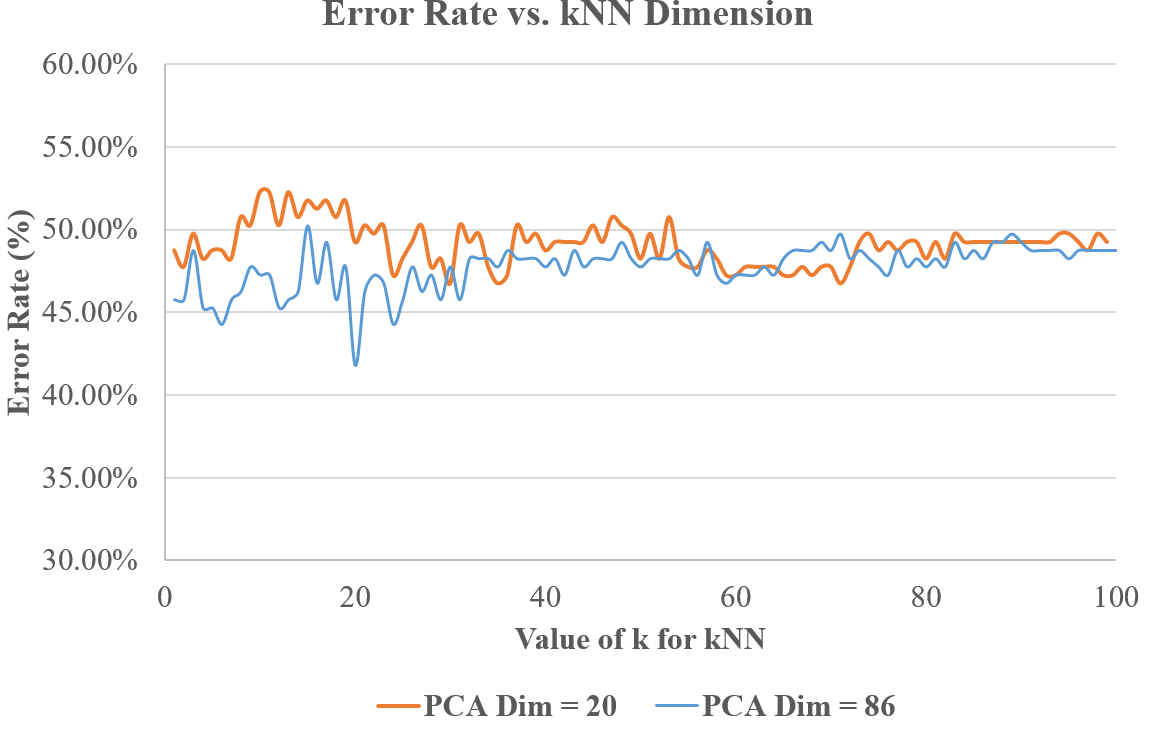 Error Rate vs. kNN Dimension
60.00%
55.00%
50.00%
45.00%
40.00%
35.00%
30.00%
Error Rate (%)
0 20 40 60 80 100
Value of k for kNN
PCA Dim = 20 PCA Dim = 86